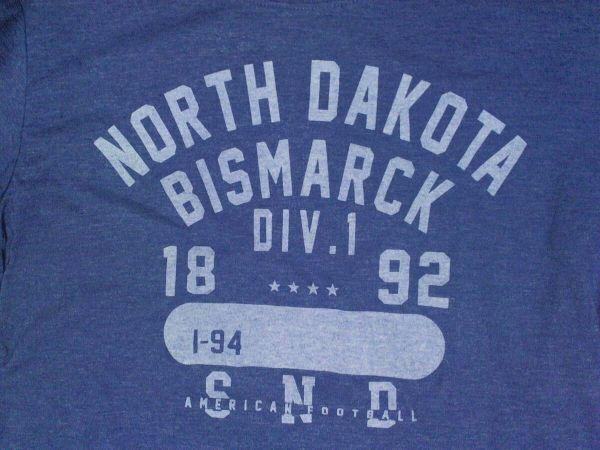 NORTH DAKOTA
BISMARCK
DIV.1
18 92
I-94
S N D
AMERICAN FOOTBALL